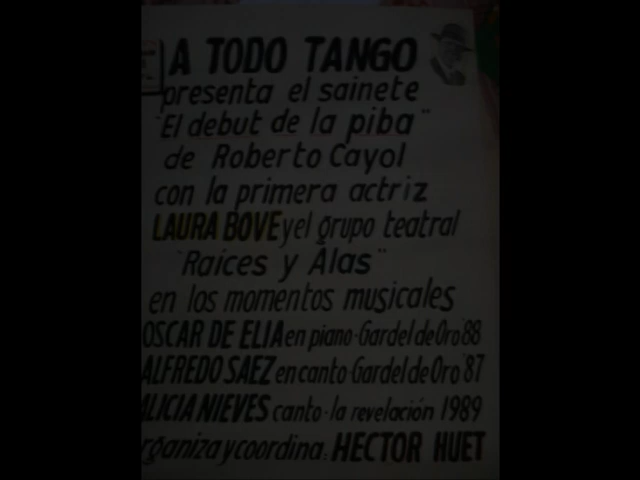 A TODO TANGO
presenta el sainete
"El debut de la piba"
de Roberto Cayol
con la primera actriz
LAURA BOVE y el grupo teatral
"Raíces y Alas"
en los momentos musicales
OSCAR DE ELIA en piano-Gardel de Oro '88
ALFREDO SAEZ en canto-Gardel de Oro '87
ALICIA NIEVES canto-la revelación 1989
organiza y coordina: HECTOR HUET